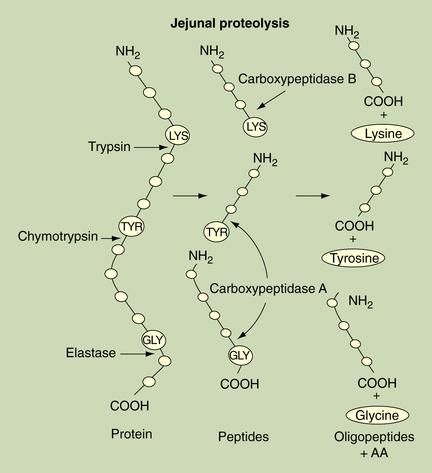 Jejunal proteolysis
NH2
LYS
Trypsin
TYR
Chymotrypsin
GLY
Elastase
COOH
Protein
NH2
Carboxypeptidase B
LYS
NH2
TYR
NH2
Carboxypeptidase A
GLY
COOH
Peptides
NH2
COOH
+
Lysine
NH2
COOH
+
Tyrosine
NH2
COOH
+
Glycine
Oligopeptides
+ AA